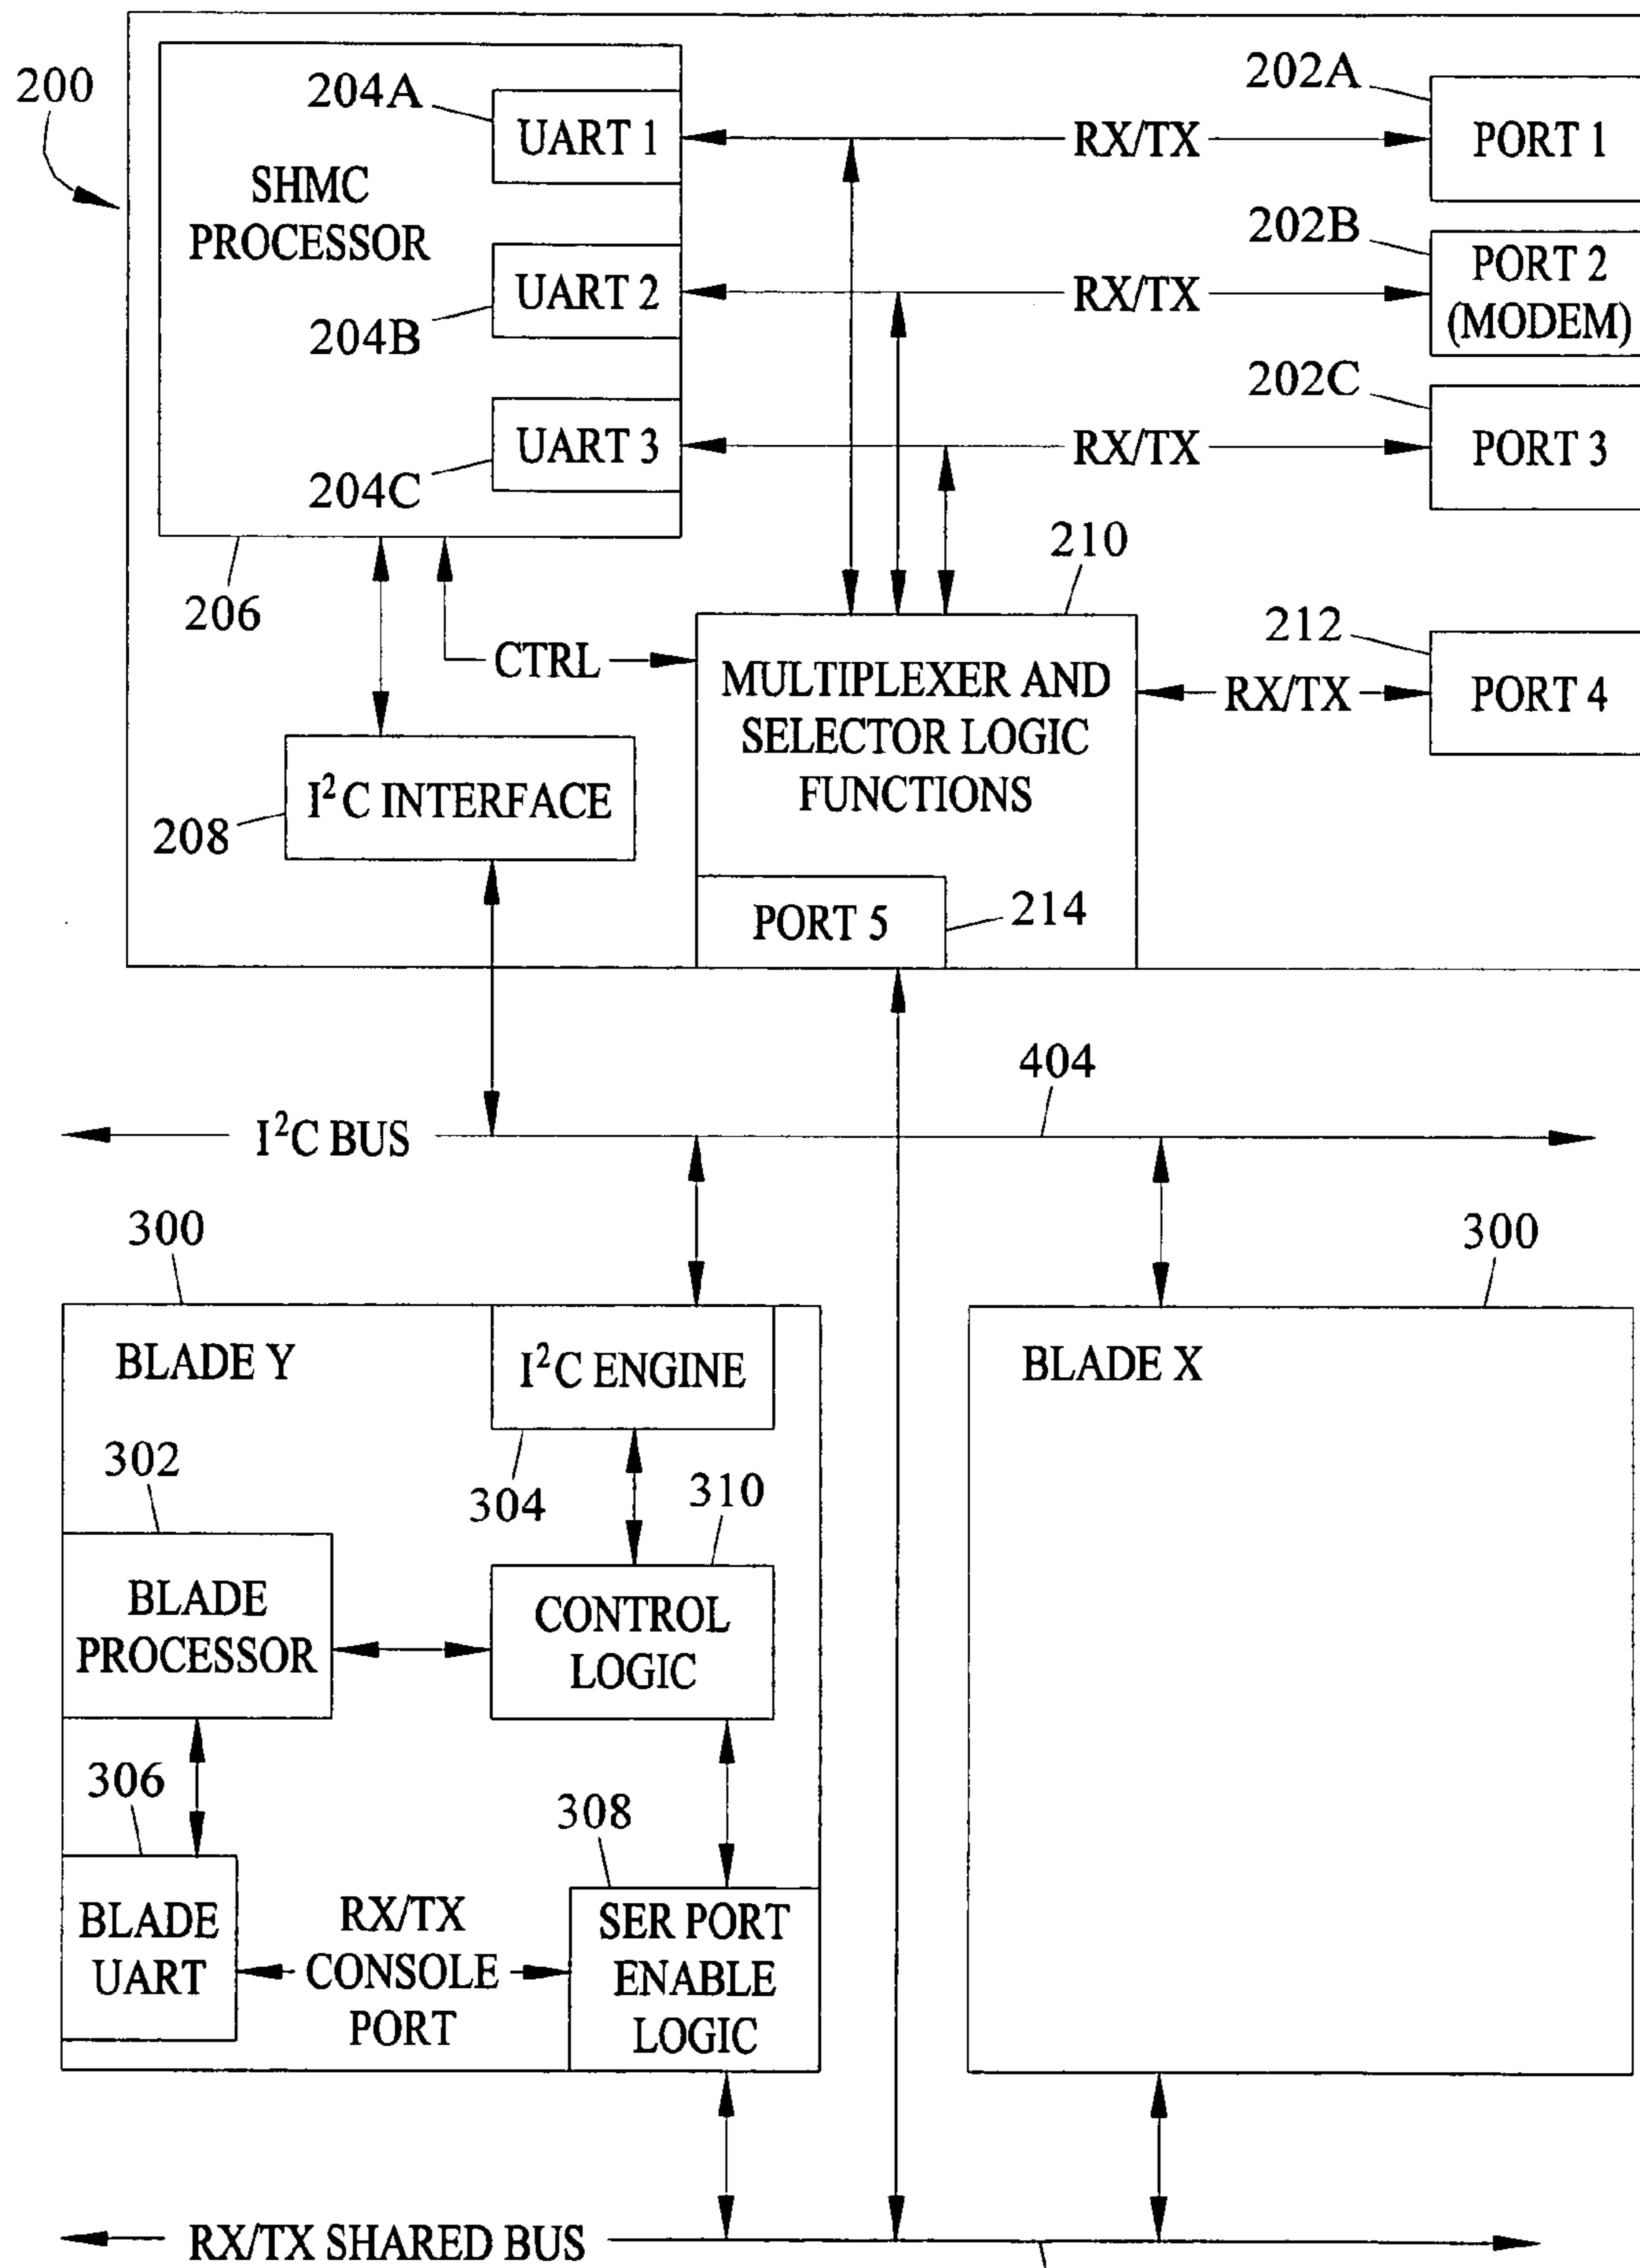 200
SHMC
PROCESSOR
204A
UART 1
RX/TX
202A
PORT 1
204B
UART 2
RX/TX
202B
PORT 2
(MODEM)
204C
UART 3
RX/TX
202C
PORT 3
206
CTRL
210
MULTIPLEXER AND
SELECTOR LOGIC
FUNCTIONS
RX/TX
212
PORT 4
I²C INTERFACE
208
PORT 5
214
I²C BUS
404
300
BLADE Y
I²C ENGINE
304
302
BLADE
PROCESSOR
310
CONTROL
LOGIC
306
BLADE
UART
RX/TX
CONSOLE
PORT
308
SER PORT
ENABLE
LOGIC
300
BLADE X
RX/TX SHARED BUS